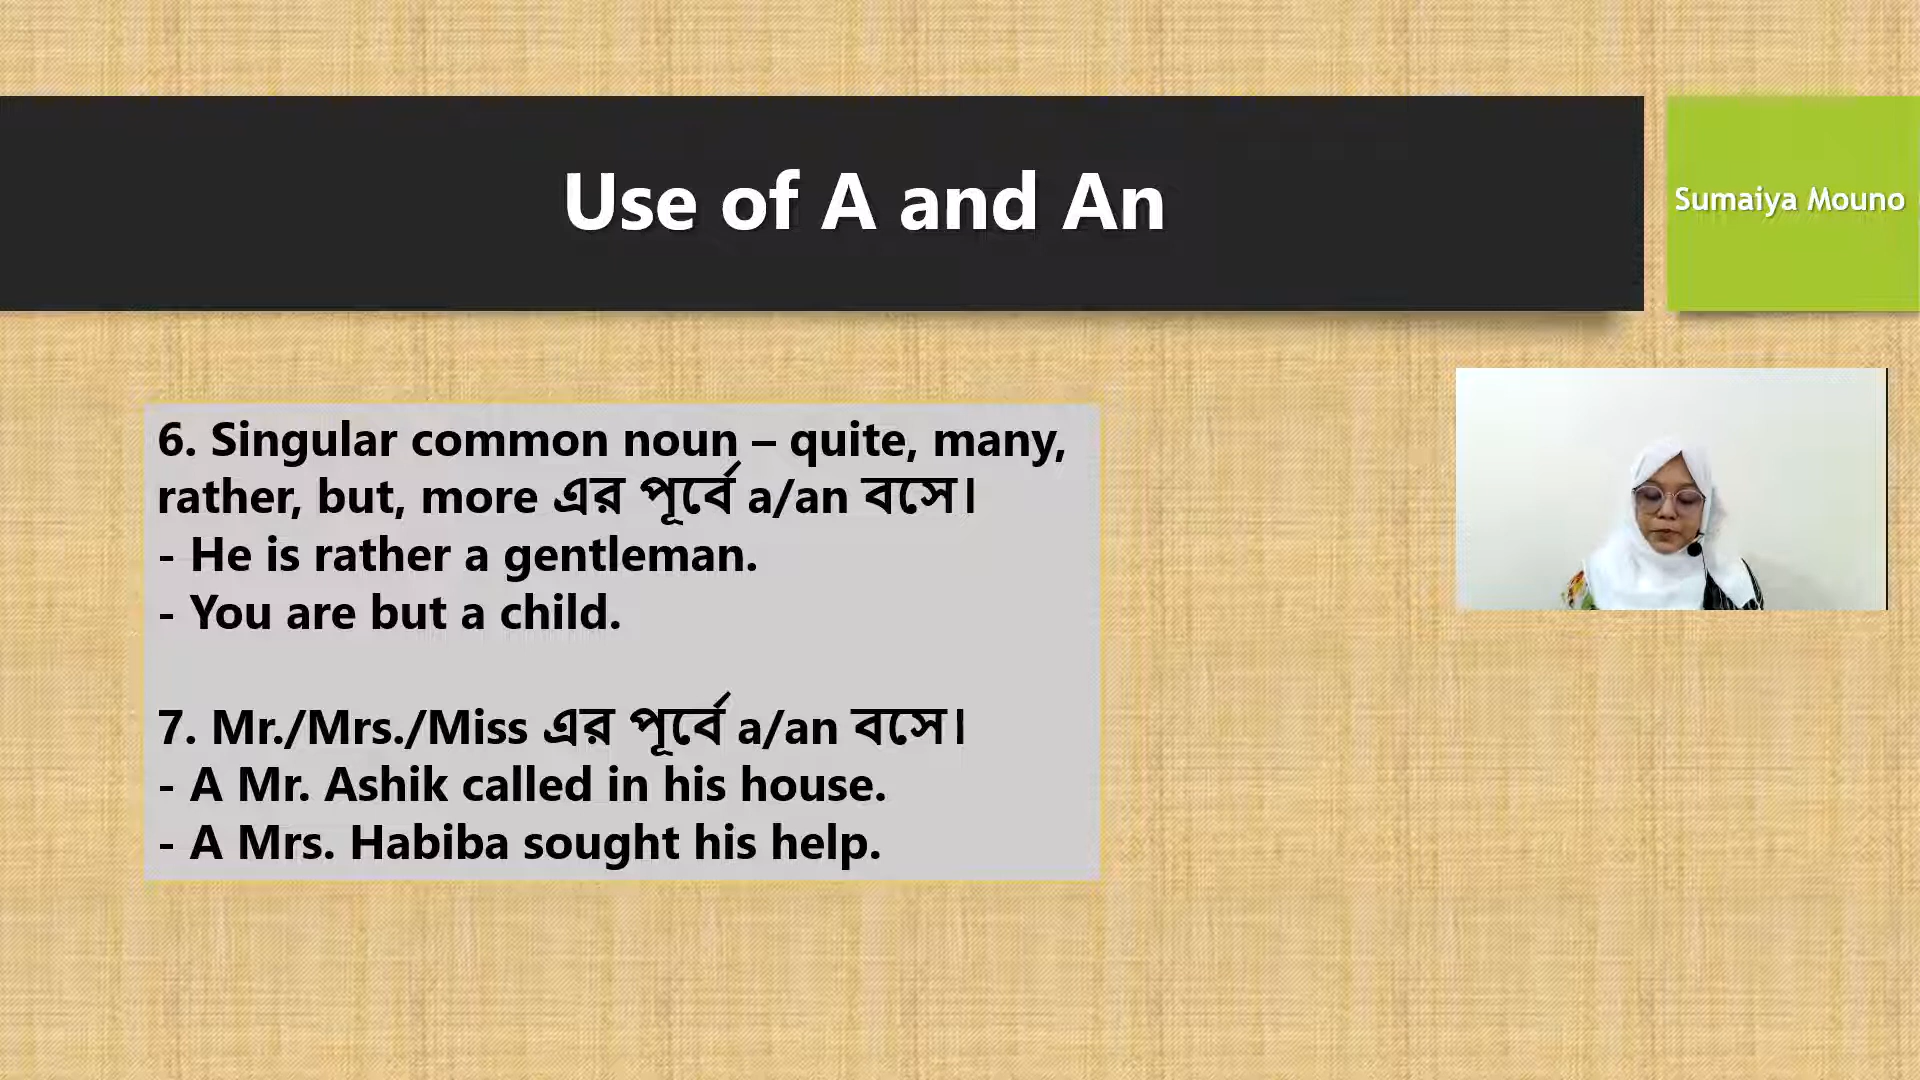 Use of A and An
Sumaiya Mouno
6. Singular common noun – quite, many,
rather, but, more এর পূর্বে a/an বসে।
- He is rather a gentleman.
- You are but a child.
7. Mr./Mrs./Miss এর পূর্বে a/an বসে।
- A Mr. Ashik called in his house.
- A Mrs. Habiba sought his help.